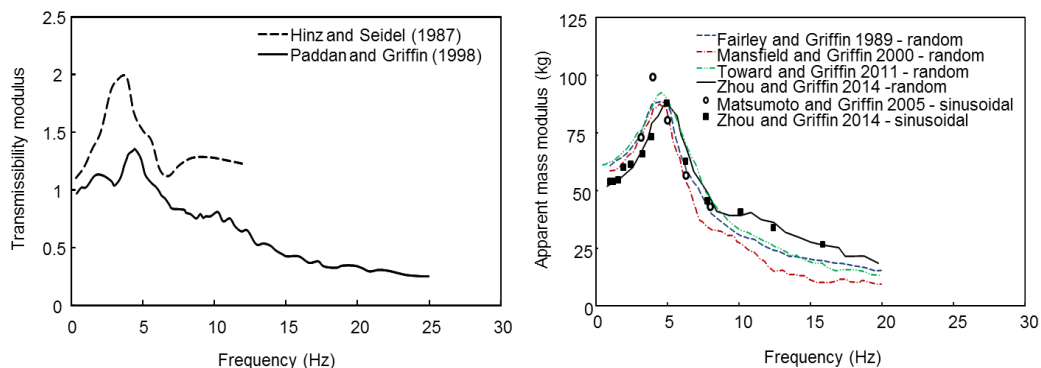 2.5
2
1.5
1
0.5
0
Transmissibility modulus
Hinz and Seidel (1987)
Paddan and Griffin (1998)
0 5 10 15 20 25 30
Frequency (Hz)
125
100
75
50
25
0
Apparent mass modulus (kg)
Fairley and Griffin 1989 - random
Mansfield and Griffin 2000 - random
Toward and Griffin 2011 - random
Zhou and Griffin 2014 -random
Matsumoto and Griffin 2005 - sinusoidal
Zhou and Griffin 2014 - sinusoidal
0 5 10 15 20 25 30
Frequency (Hz)